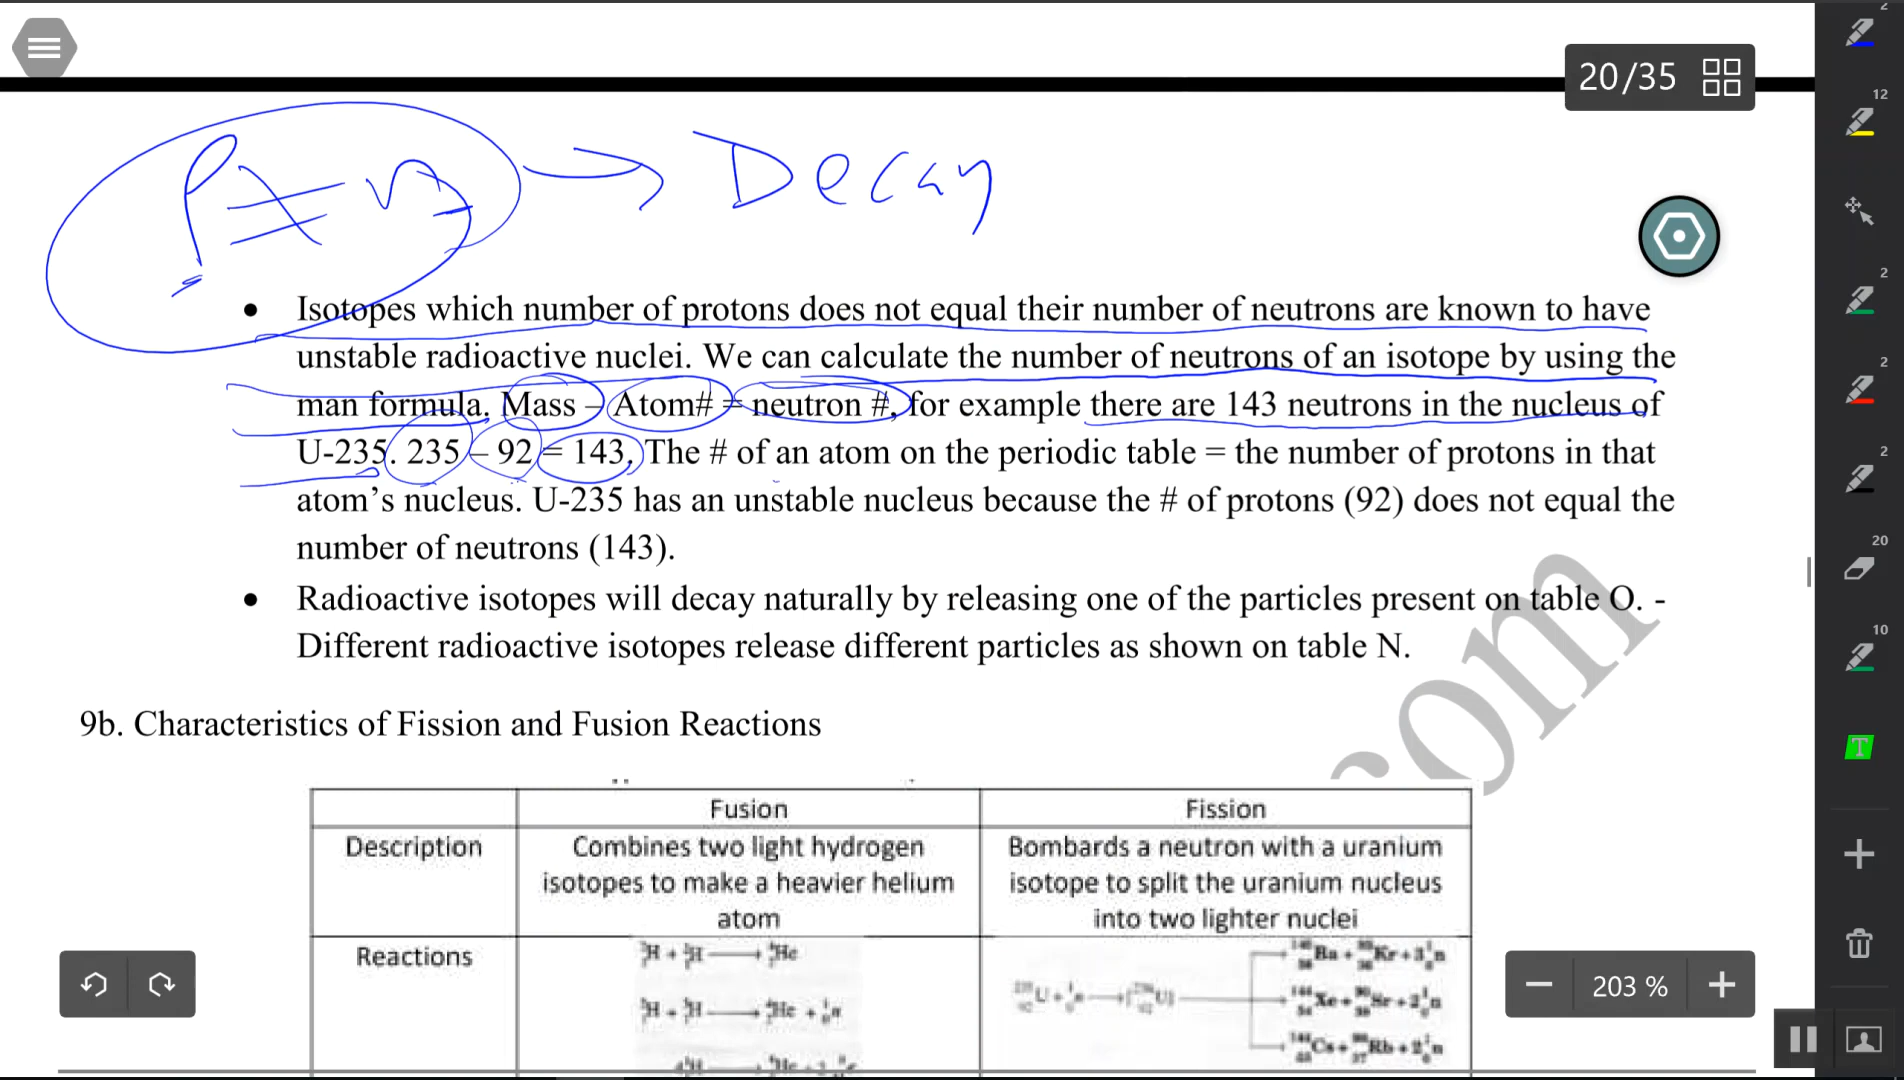 20/35
p ≠ n → Decay
• Isotopes which number of protons does not equal their number of neutrons are known to have
unstable radioactive nuclei. We can calculate the number of neutrons of an isotope by using the
man formula. Mass – Atom# = neutron #, for example there are 143 neutrons in the nucleus of
U-235. 235 – 92 = 143. The # of an atom on the periodic table = the number of protons in that
atom’s nucleus. U-235 has an unstable nucleus because the # of protons (92) does not equal the
number of neutrons (143).
• Radioactive isotopes will decay naturally by releasing one of the particles present on table O. -
Different radioactive isotopes release different particles as shown on table N.
9b. Characteristics of Fission and Fusion Reactions
Fusion Fission
Description
Combines two light hydrogen
isotopes to make a heavier helium
atom
Bombards a neutron with a uranium
isotope to split the uranium nucleus
into two lighter nuclei
Reactions
com
203 %
2
12
2
2
2
20
10
T